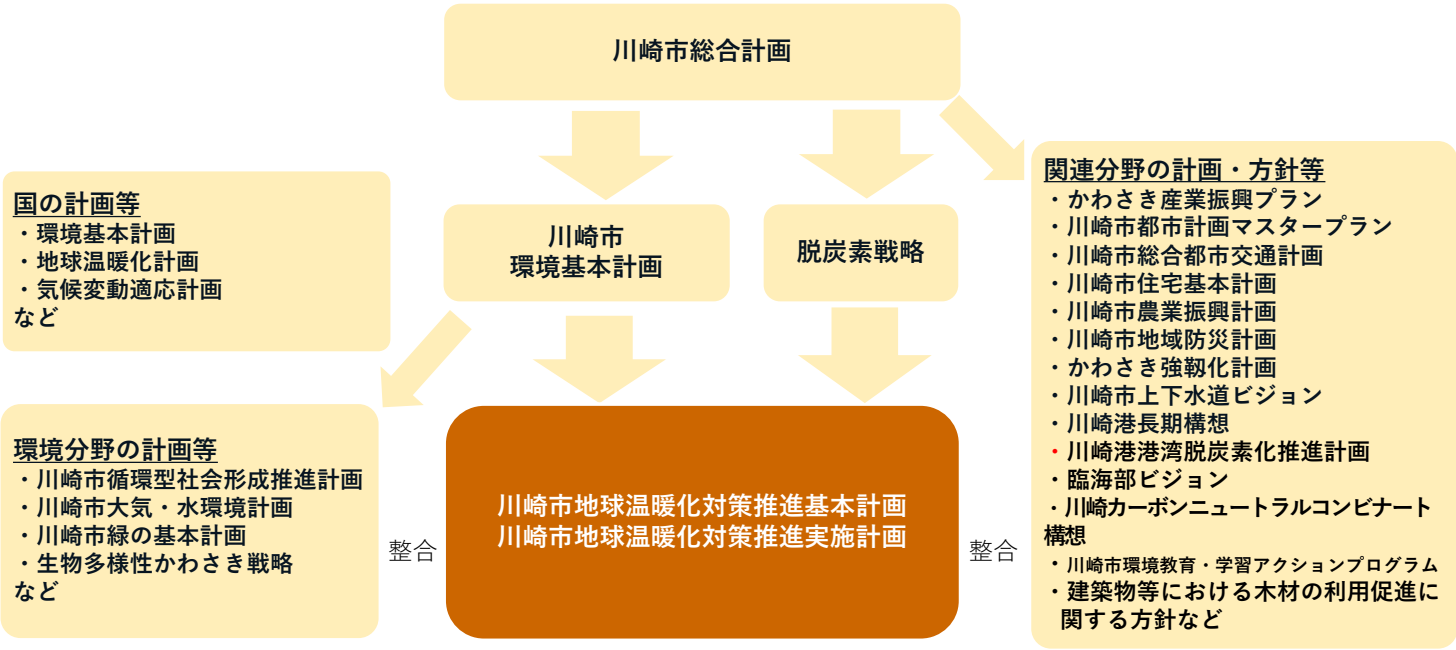 川崎市総合計画
国の計画等
・環境基本計画
・地球温暖化計画
・気候変動適応計画
など
川崎市
環境基本計画
脱炭素戦略
関連分野の計画・方針等
・かわさき産業振興プラン
・川崎市都市計画マスタープラン
・川崎市総合都市交通計画
・川崎市住宅基本計画
・川崎市農業振興計画
・川崎市地域防災計画
・かわさき強靱化計画
・川崎市上下水道ビジョン
・川崎港長期構想
・川崎港港湾脱炭素化推進計画
・臨海部ビジョン
・川崎カーボンニュートラルコンビナート
構想
・川崎市環境教育・学習アクションプログラム
・建築物等における木材の利用促進に
関する方針など
環境分野の計画等
・川崎市循環型社会形成推進計画
・川崎市大気・水環境計画
・川崎市緑の基本計画
・生物多様性かわさき戦略
など
整合
川崎市地球温暖化対策推進基本計画
川崎市地球温暖化対策推進実施計画
整合